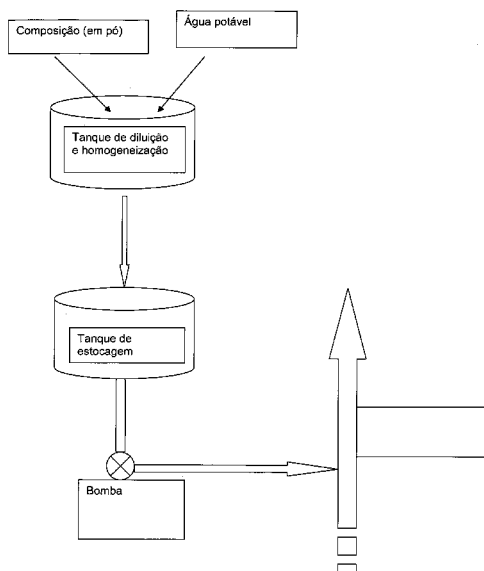 Composição (em pó)
Água potável
Tanque de diluição
e homogeneização
Tanque de
estocagem
Bomba